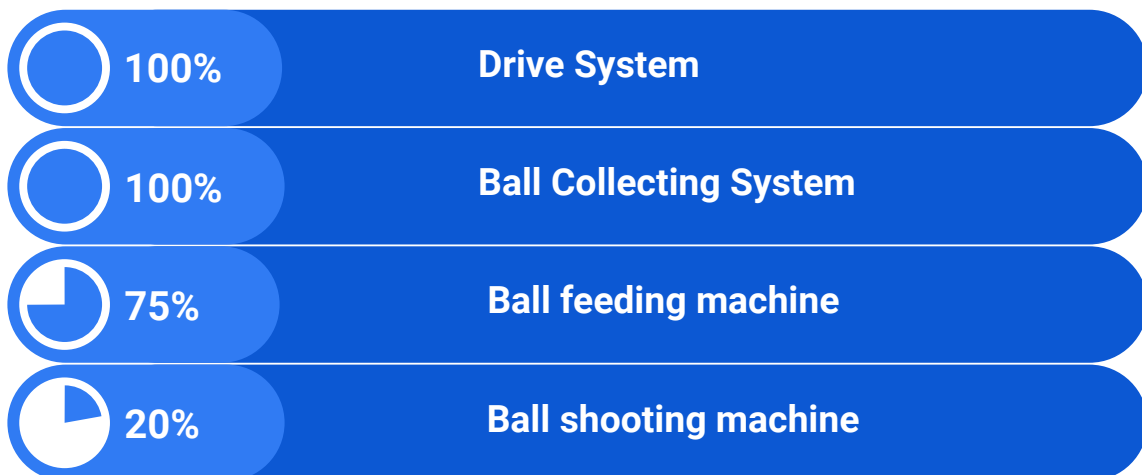 100% Drive System
100% Ball Collecting System
75% Ball feeding machine
20% Ball shooting machine